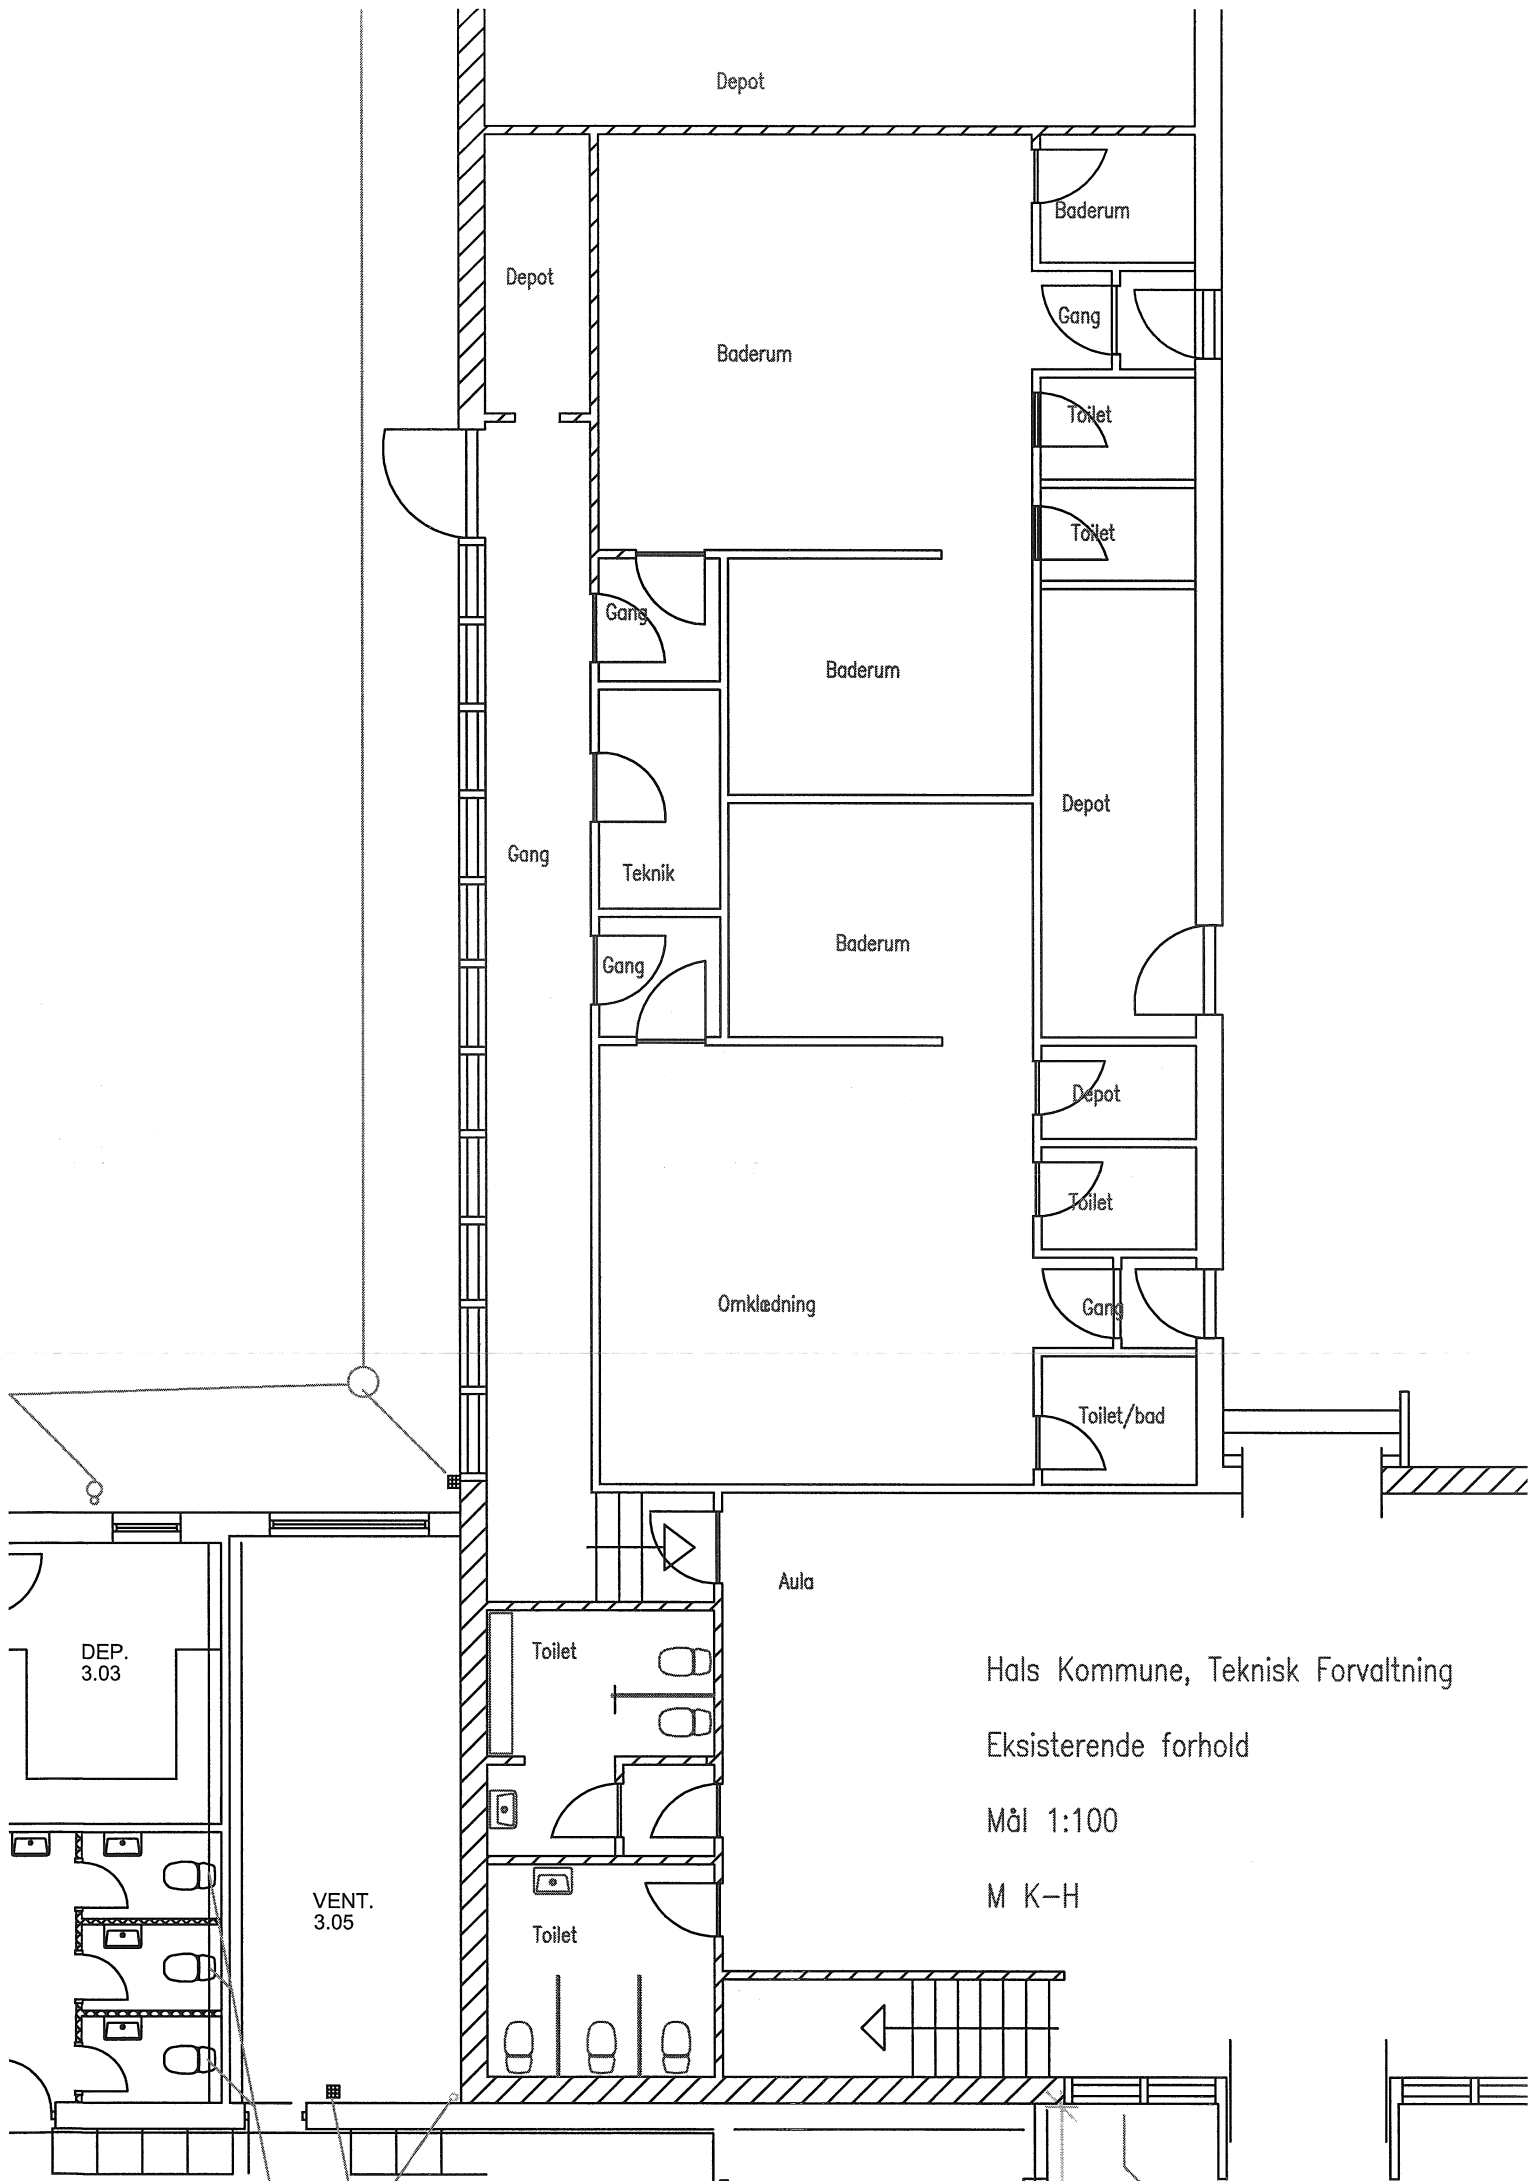 Depot
Baderum
Depot
Gang
Baderum
Toilet
Toilet
Gang
Baderum
Depot
Gang
Teknik
Baderum
Gang
Depot
Toilet
Omklædning
Gang
Toilet/bad
Aula
DEP.
3.03
Toilet
Hals Kommune, Teknisk Forvaltning
Eksisterende forhold
Mål 1:100
M K-H
VENT.
3.05
Toilet